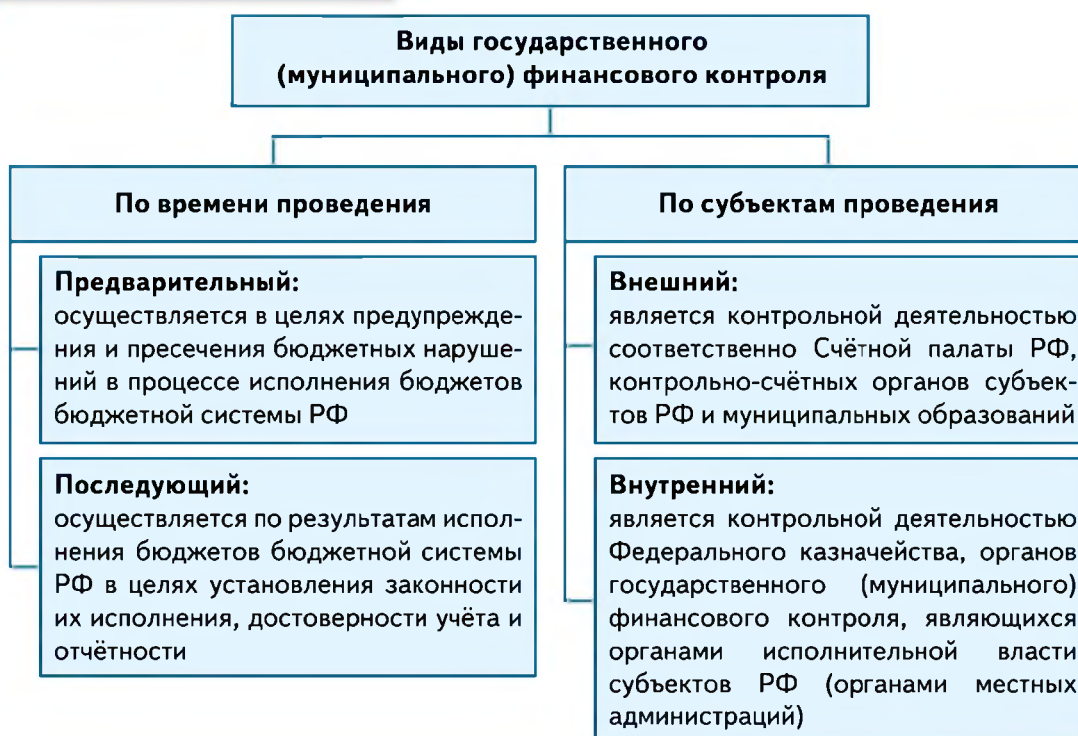 Виды государственного
(муниципального) финансового контроля
По времени проведения
Предварительный:
осуществляется в целях предупрежде-
ния и пресечения бюджетных наруше-
ний в процессе исполнения бюджетов
бюджетной системы РФ
Последующий:
осуществляется по результатам испол-
нения бюджетов бюджетной системы
РФ в целях установления законности
их исполнения, достоверности учёта и
отчётности
По субъектам проведения
Внешний:
является контрольной деятельностью
соответственно Счётной палаты РФ,
контрольно-счётных органов субъек-
тов РФ и муниципальных образований
Внутренний:
является контрольной деятельностью
Федерального казначейства, органов
государственного (муниципального)
финансового контроля, являющихся
органами исполнительной власти
субъектов РФ (органами местных
администраций)